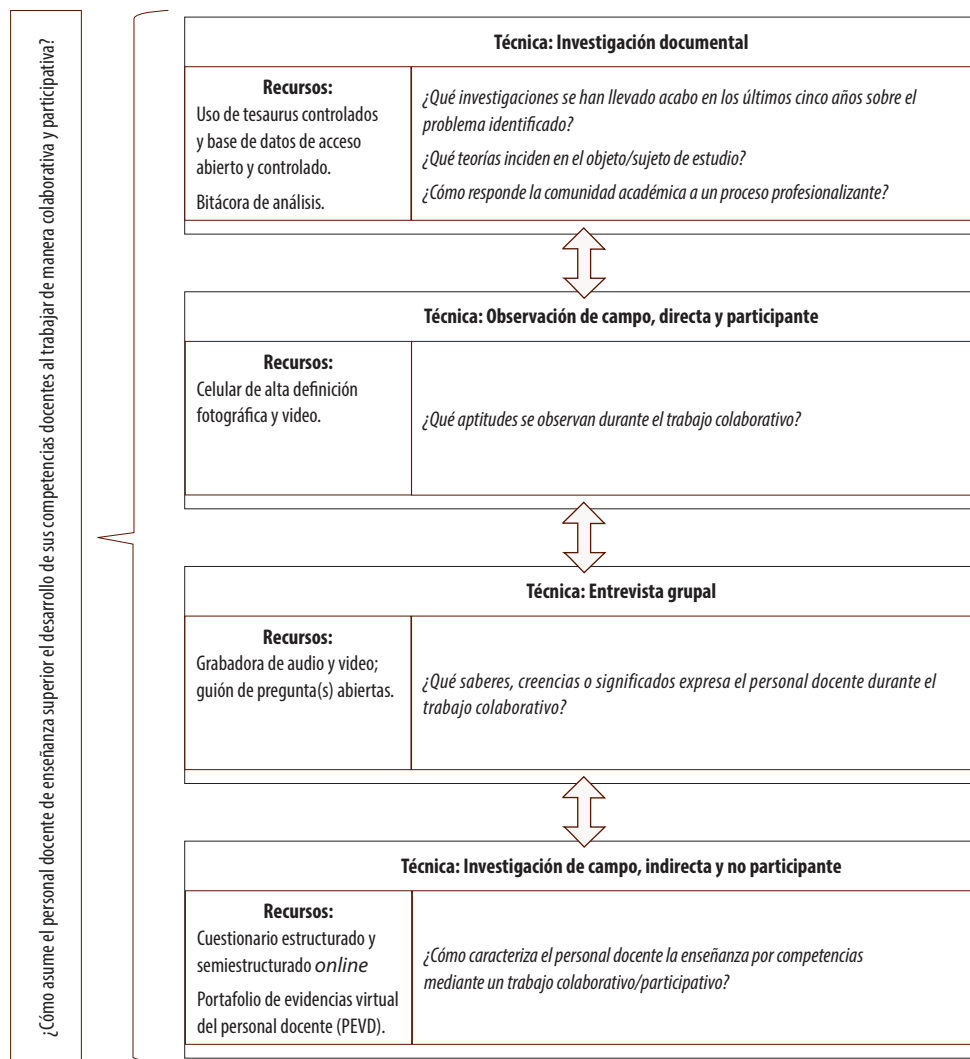 ¿Cómo asume el personal docente de enseñanza superior el desarrollo de sus competencias docentes al trabajar de manera colaborativa y participativa?
Técnica: Investigación documental
Recursos:
Uso de tesaurus controlados
y base de datos de acceso
abierto y controlado.
Bitácora de análisis.
¿Qué investigaciones se han llevado acabo en los últimos cinco años sobre el
problema identificado?
¿Qué teorías inciden en el objeto/sujeto de estudio?
¿Cómo responde la comunidad académica a un proceso profesionalizante?
Técnica: Observación de campo, directa y participante
Recursos:
Celular de alta definición
fotográfica y video.
¿Qué aptitudes se observan durante el trabajo colaborativo?
Técnica: Entrevista grupal
Recursos:
Grabadora de audio y video;
guión de pregunta(s) abiertas.
¿Qué saberes, creencias o significados expresa el personal docente durante el
trabajo colaborativo?
Técnica: Investigación de campo, indirecta y no participante
Recursos:
Cuestionario estructurado y
semiestructurado online
Portafolio de evidencias virtual
del personal docente (PEVD).
¿Cómo caracteriza el personal docente la enseñanza por competencias
mediante un trabajo colaborativo/participativo?